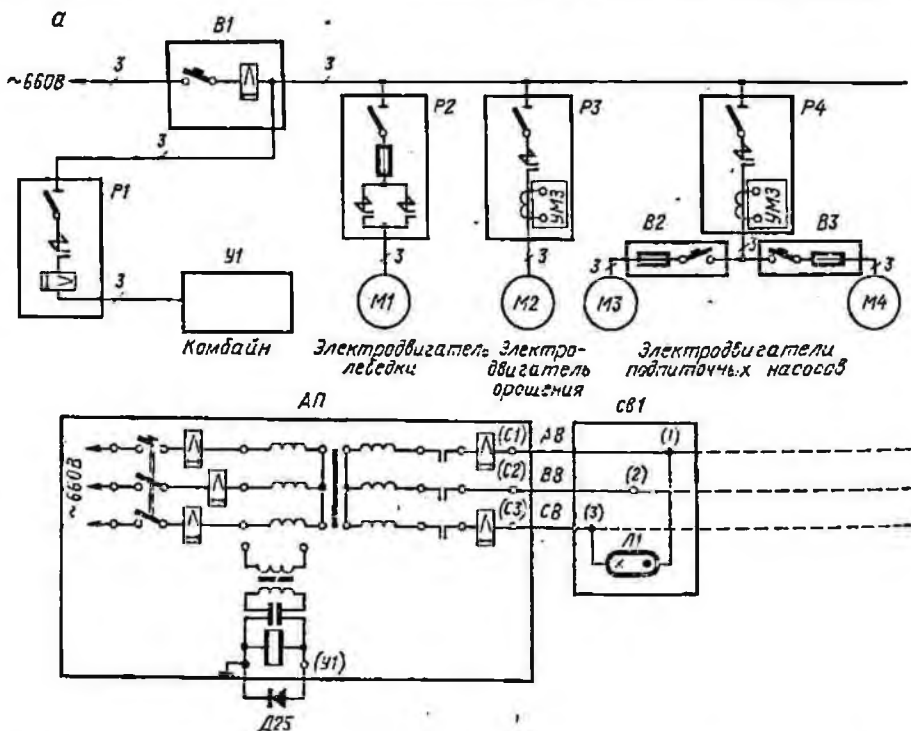 а
В1
~660В
3
3
3
Р1
3
У1
Комбайн
Р2
3
М1
Электродвигатель лебедки
Р3
УМЗ
3
М2
Электро-
двигатель
орошения
Р4
УМЗ
3
В2
В3
3
3
М3
М4
Электродвигатели
подпиточных насосов
АП
~660В
(С1)
АВ
(С2)
ВВ
(С3)
СВ
(У1)
Д25
СВ1
(1)
(2)
(3)
Л1